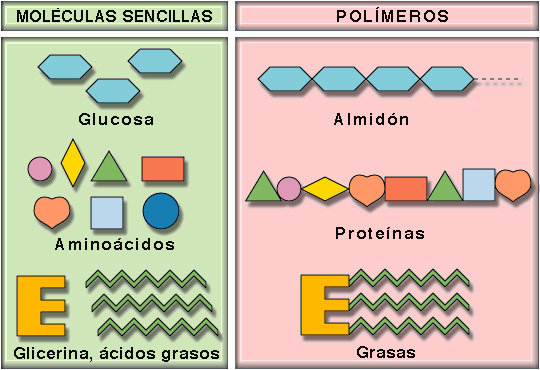 MOLÉCULAS SENCILLAS
POLÍMEROS
Glucosa
Almidón
Aminoácidos
Proteínas
Glicerina, ácidos grasos
Grasas